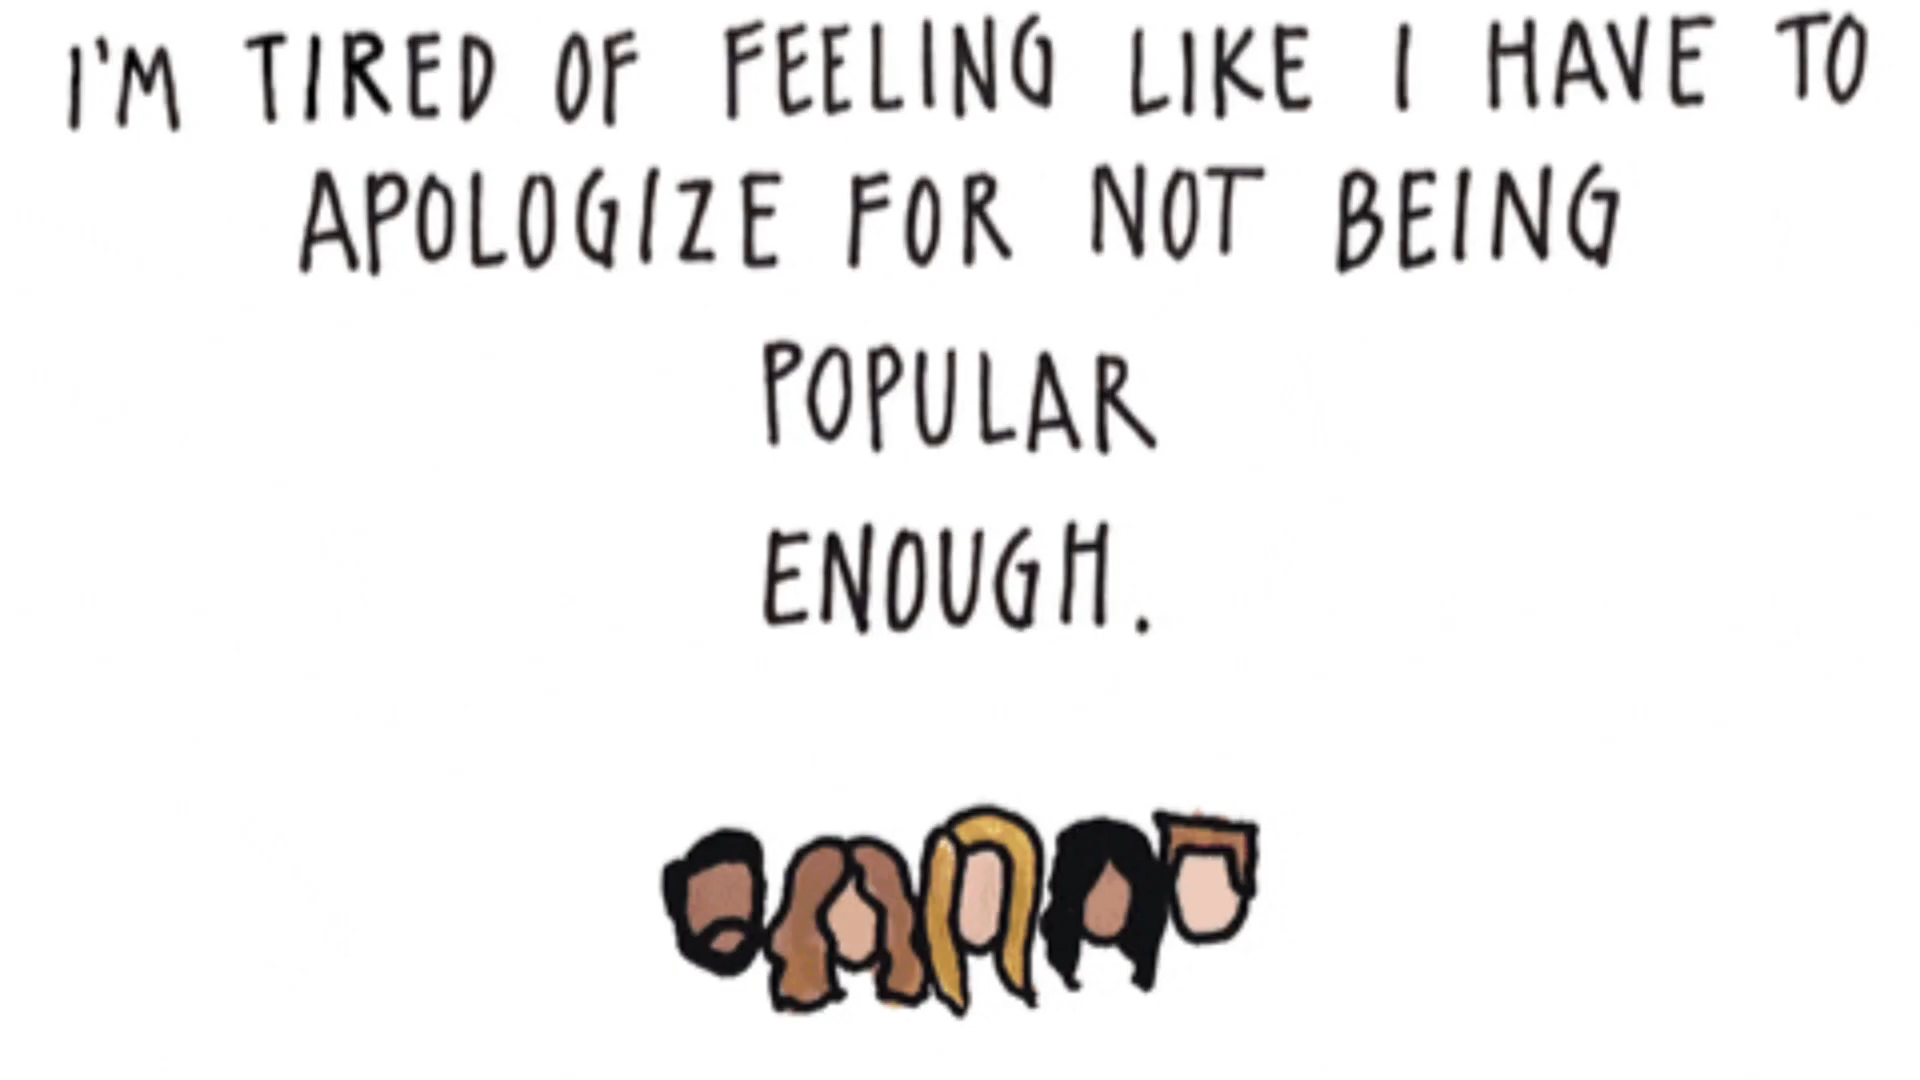 I'M TIRED OF FEELING LIKE I HAVE TO
APOLOGIZE FOR NOT BEING
POPULAR
ENOUGH.